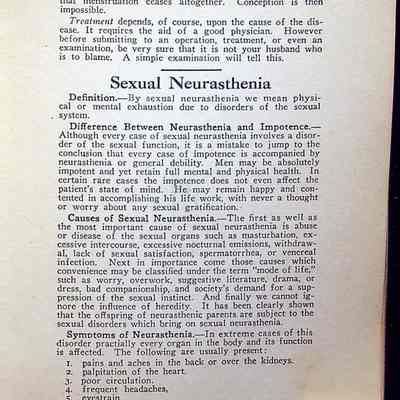 that menstruation ceases altogether. Conception is then
impossible.
Treatment depends, of course, upon the cause of the dis-
ease. It requires the aid of a good physician. However
before submitting to an operation, treatment, or even an
examination, be very sure that it is not your husband who
is to blame. A simple examination will tell this.
Sexual Neurasthenia
Definition.—By sexual neurasthenia we mean physi-
cal or mental exhaustion due to disorders of the sexual
system.
Difference Between Neurasthenia and Impotence.—
Although every case of sexual neurasthenia involves a disor-
der of the sexual function, it is a mistake to jump to the
conclusion that every case of impotence is accompanied by
neurasthenia or general debility. Men may be absolutely
impotent and yet retain full mental and physical health. In
certain rare cases the impotence does not even affect the
patient's state of mind. He may remain happy and con-
tented in accomplishing his life work, with never a thought
or worry about any sexual gratification.
Causes of Sexual Neurasthenia.—The first as well as
the most important cause of sexual neurasthenia is abuse
or disease of the sexual organs such as masturbation, ex-
cessive intercourse, excessive nocturnal emissions, withdraw-
al, lack of sexual satisfaction, spermatorrhea, or venereal
infection. Next in importance come those causes which
convenience may be classified under the term "mode of life,"
such as worry, overwork, suggestive literature, drama, or
dress, bad companionship, and society's demand for a sup-
pression of the sexual instinct. And finally we cannot ig-
nore the influence of heredity. It has been clearly shown
that the offspring of neurasthenic parents are subject to the
sexual disorders which bring on sexual neurasthenia.
Symptoms of Neurasthenia.—In extreme cases of this
disorder practially every organ in the body and its function
is affected. The following are usually present:
1. pains and aches in the back or over the kidneys.
2. palpitation of the heart.
3. poor circulation.
4. frequent headaches,
5. eyestrain